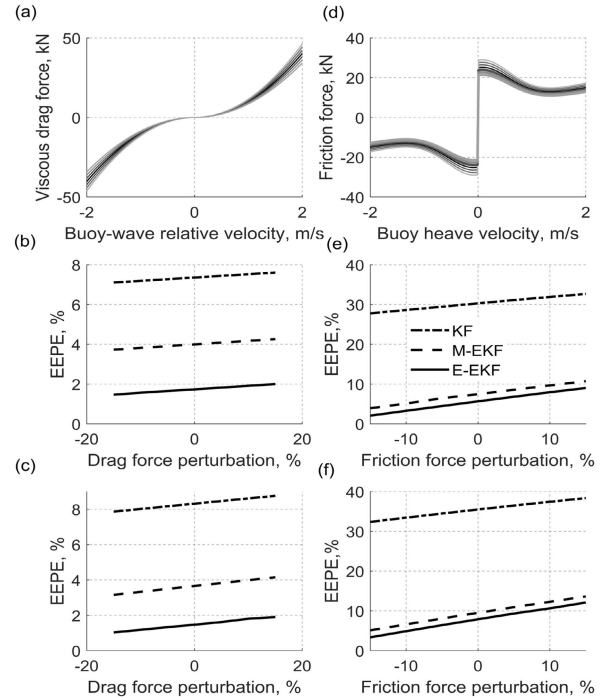 (a)
50
0
-50
Viscous drag force, kN
-2 0 2
Buoy-wave relative velocity, m/s
(d)
40
20
0
-20
-40
Friction force, kN
-2 0 2
Buoy heave velocity, m/s
(b)
8
6
4
2
0
EEPE, %
-20 0 20
Drag force perturbation, %
(e)
40
30
20
10
0
EEPE, %
KF
M-EKF
E-EKF
-10 0 10
Friction force perturbation, %
(c)
8
6
4
2
0
EEPE, %
-20 0 20
Drag force perturbation, %
(f)
40
30
20
10
0
EEPE, %
-10 0 10
Friction force perturbation, %